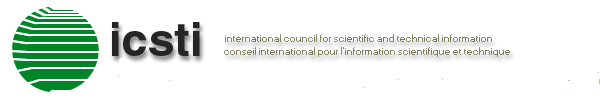 icsti
international council for scientific and technical information
conseil international pour l'information scientifique et technique